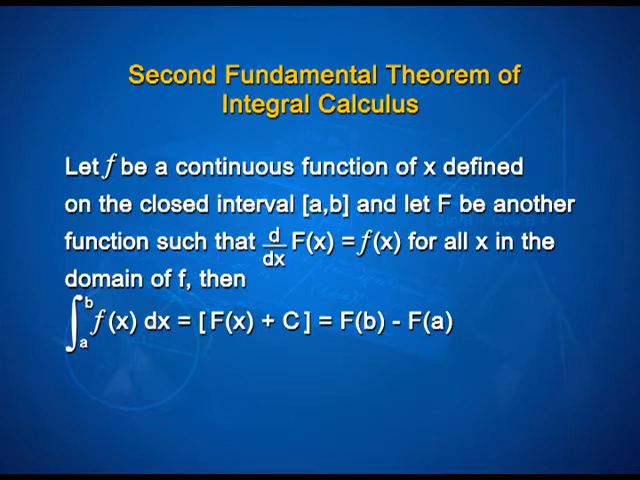 Second Fundamental Theorem of
Integral Calculus
Let f be a continuous function of x defined
on the closed interval [a,b] and let F be another
function such that d/dx F(x) = f(x) for all x in the
domain of f, then
∫_a^b f(x) dx = [ F(x) + C ] = F(b) - F(a)